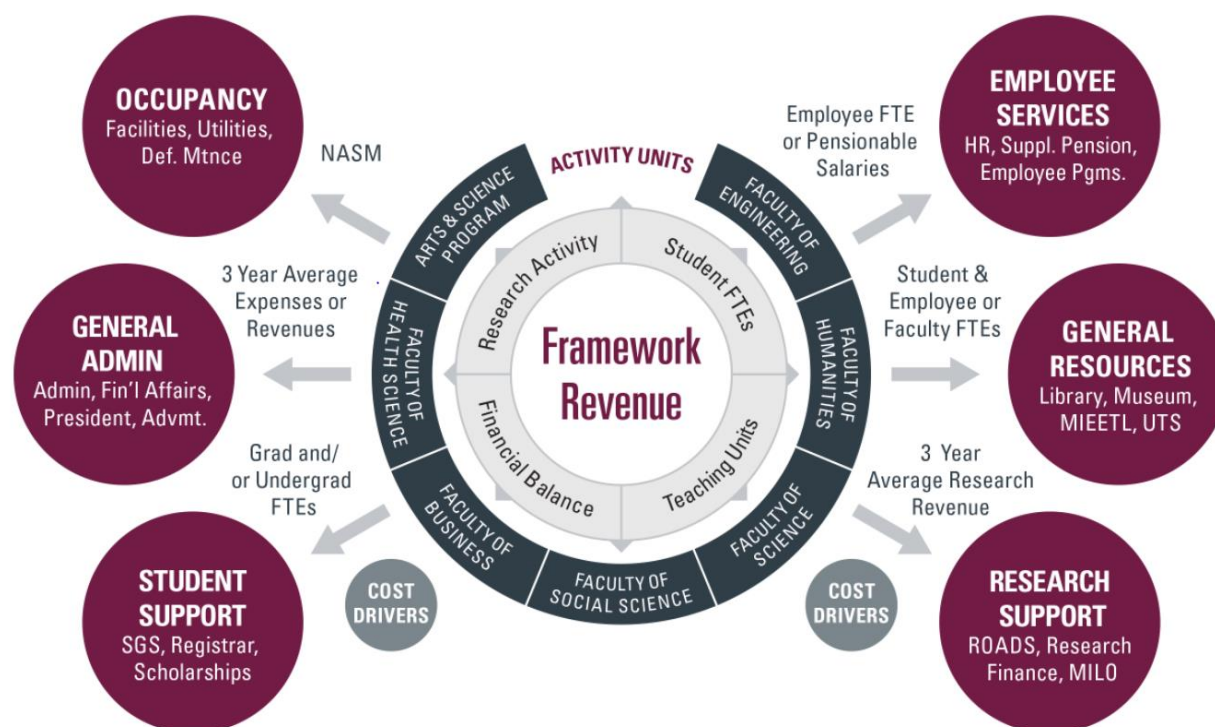 OCCUPANCY
Facilities, Utilities,
Def. Mtnce
NASM
GENERAL
ADMIN
Admin, Fin'l Affairs,
President, Advmt.
3 Year Average
Expenses or
Revenues
STUDENT
SUPPORT
SGS, Registrar,
Scholarships
Grad and/
or Undergrad
FTEs
COST
DRIVERS
ACTIVITY UNITS
ARTS & SCIENCE
PROGRAM
FACULTY OF
HEALTH SCIENCE
FACULTY OF
BUSINESS
FACULTY OF
SOCIAL SCIENCE
FACULTY OF
SCIENCE
FACULTY OF
HUMANITIES
FACULTY OF
ENGINEERING
Research Activity
Student FTEs
Financial Balance
Teaching Units
Framework
Revenue
Employee FTE
or Pensionable
Salaries
EMPLOYEE
SERVICES
HR, Suppl. Pension,
Employee Pgms.
Student &
Employee or
Faculty FTEs
GENERAL
RESOURCES
Library, Museum,
MIEETL, UTS
3 Year
Average Research
Revenue
COST
DRIVERS
RESEARCH
SUPPORT
ROADS, Research
Finance, MILO